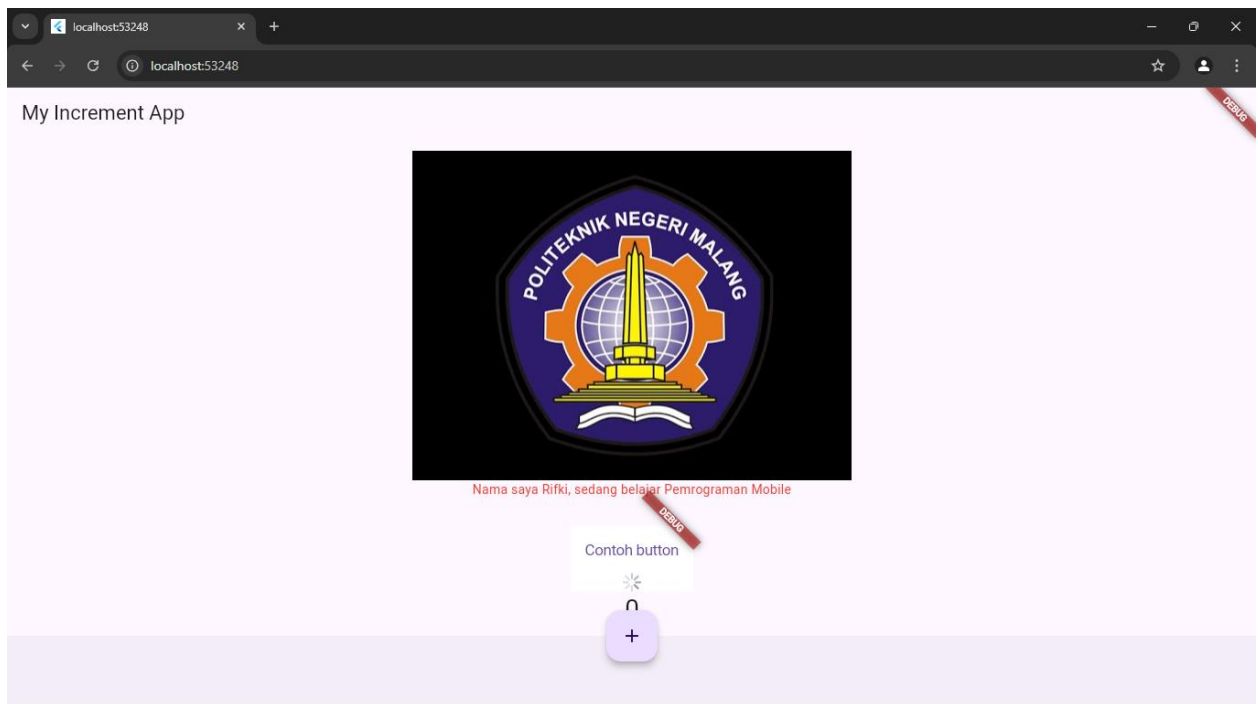 localhost:53248
localhost:53248
My Increment App
DEBUG
POLITEKNIK NEGERI MALANG
Nama saya Rifki, sedang belajar Pemrograman Mobile
DEBUG
Contoh button
0
+